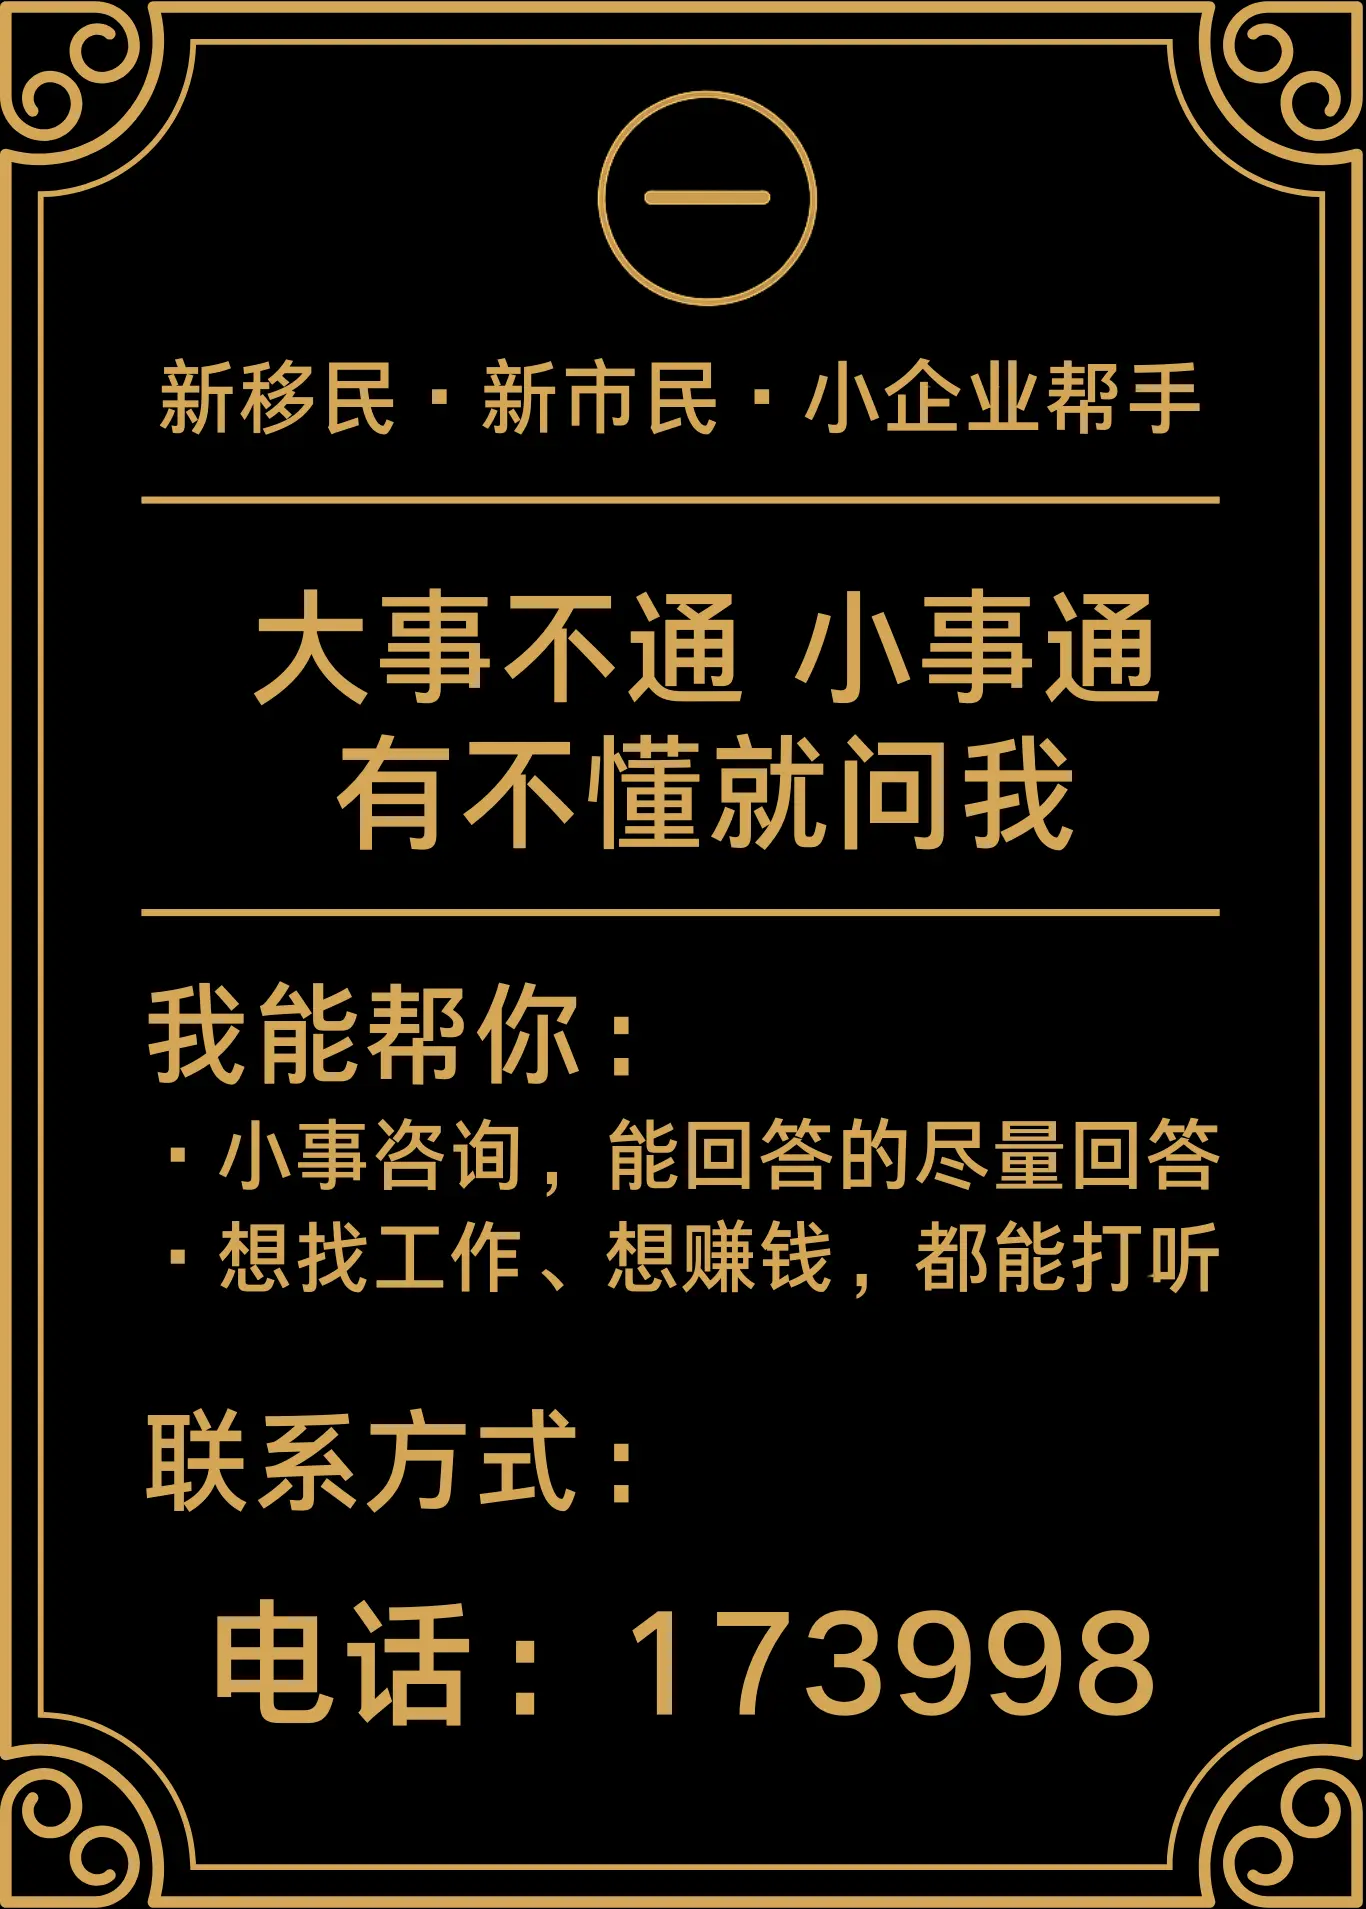 新移民·新市民·小企业帮手
大事不通 小事通
有不懂就问我
我能帮你：
·小事咨询，能回答的尽量回答
·想找工作、想赚钱，都能打听
联系方式：
电话：173998